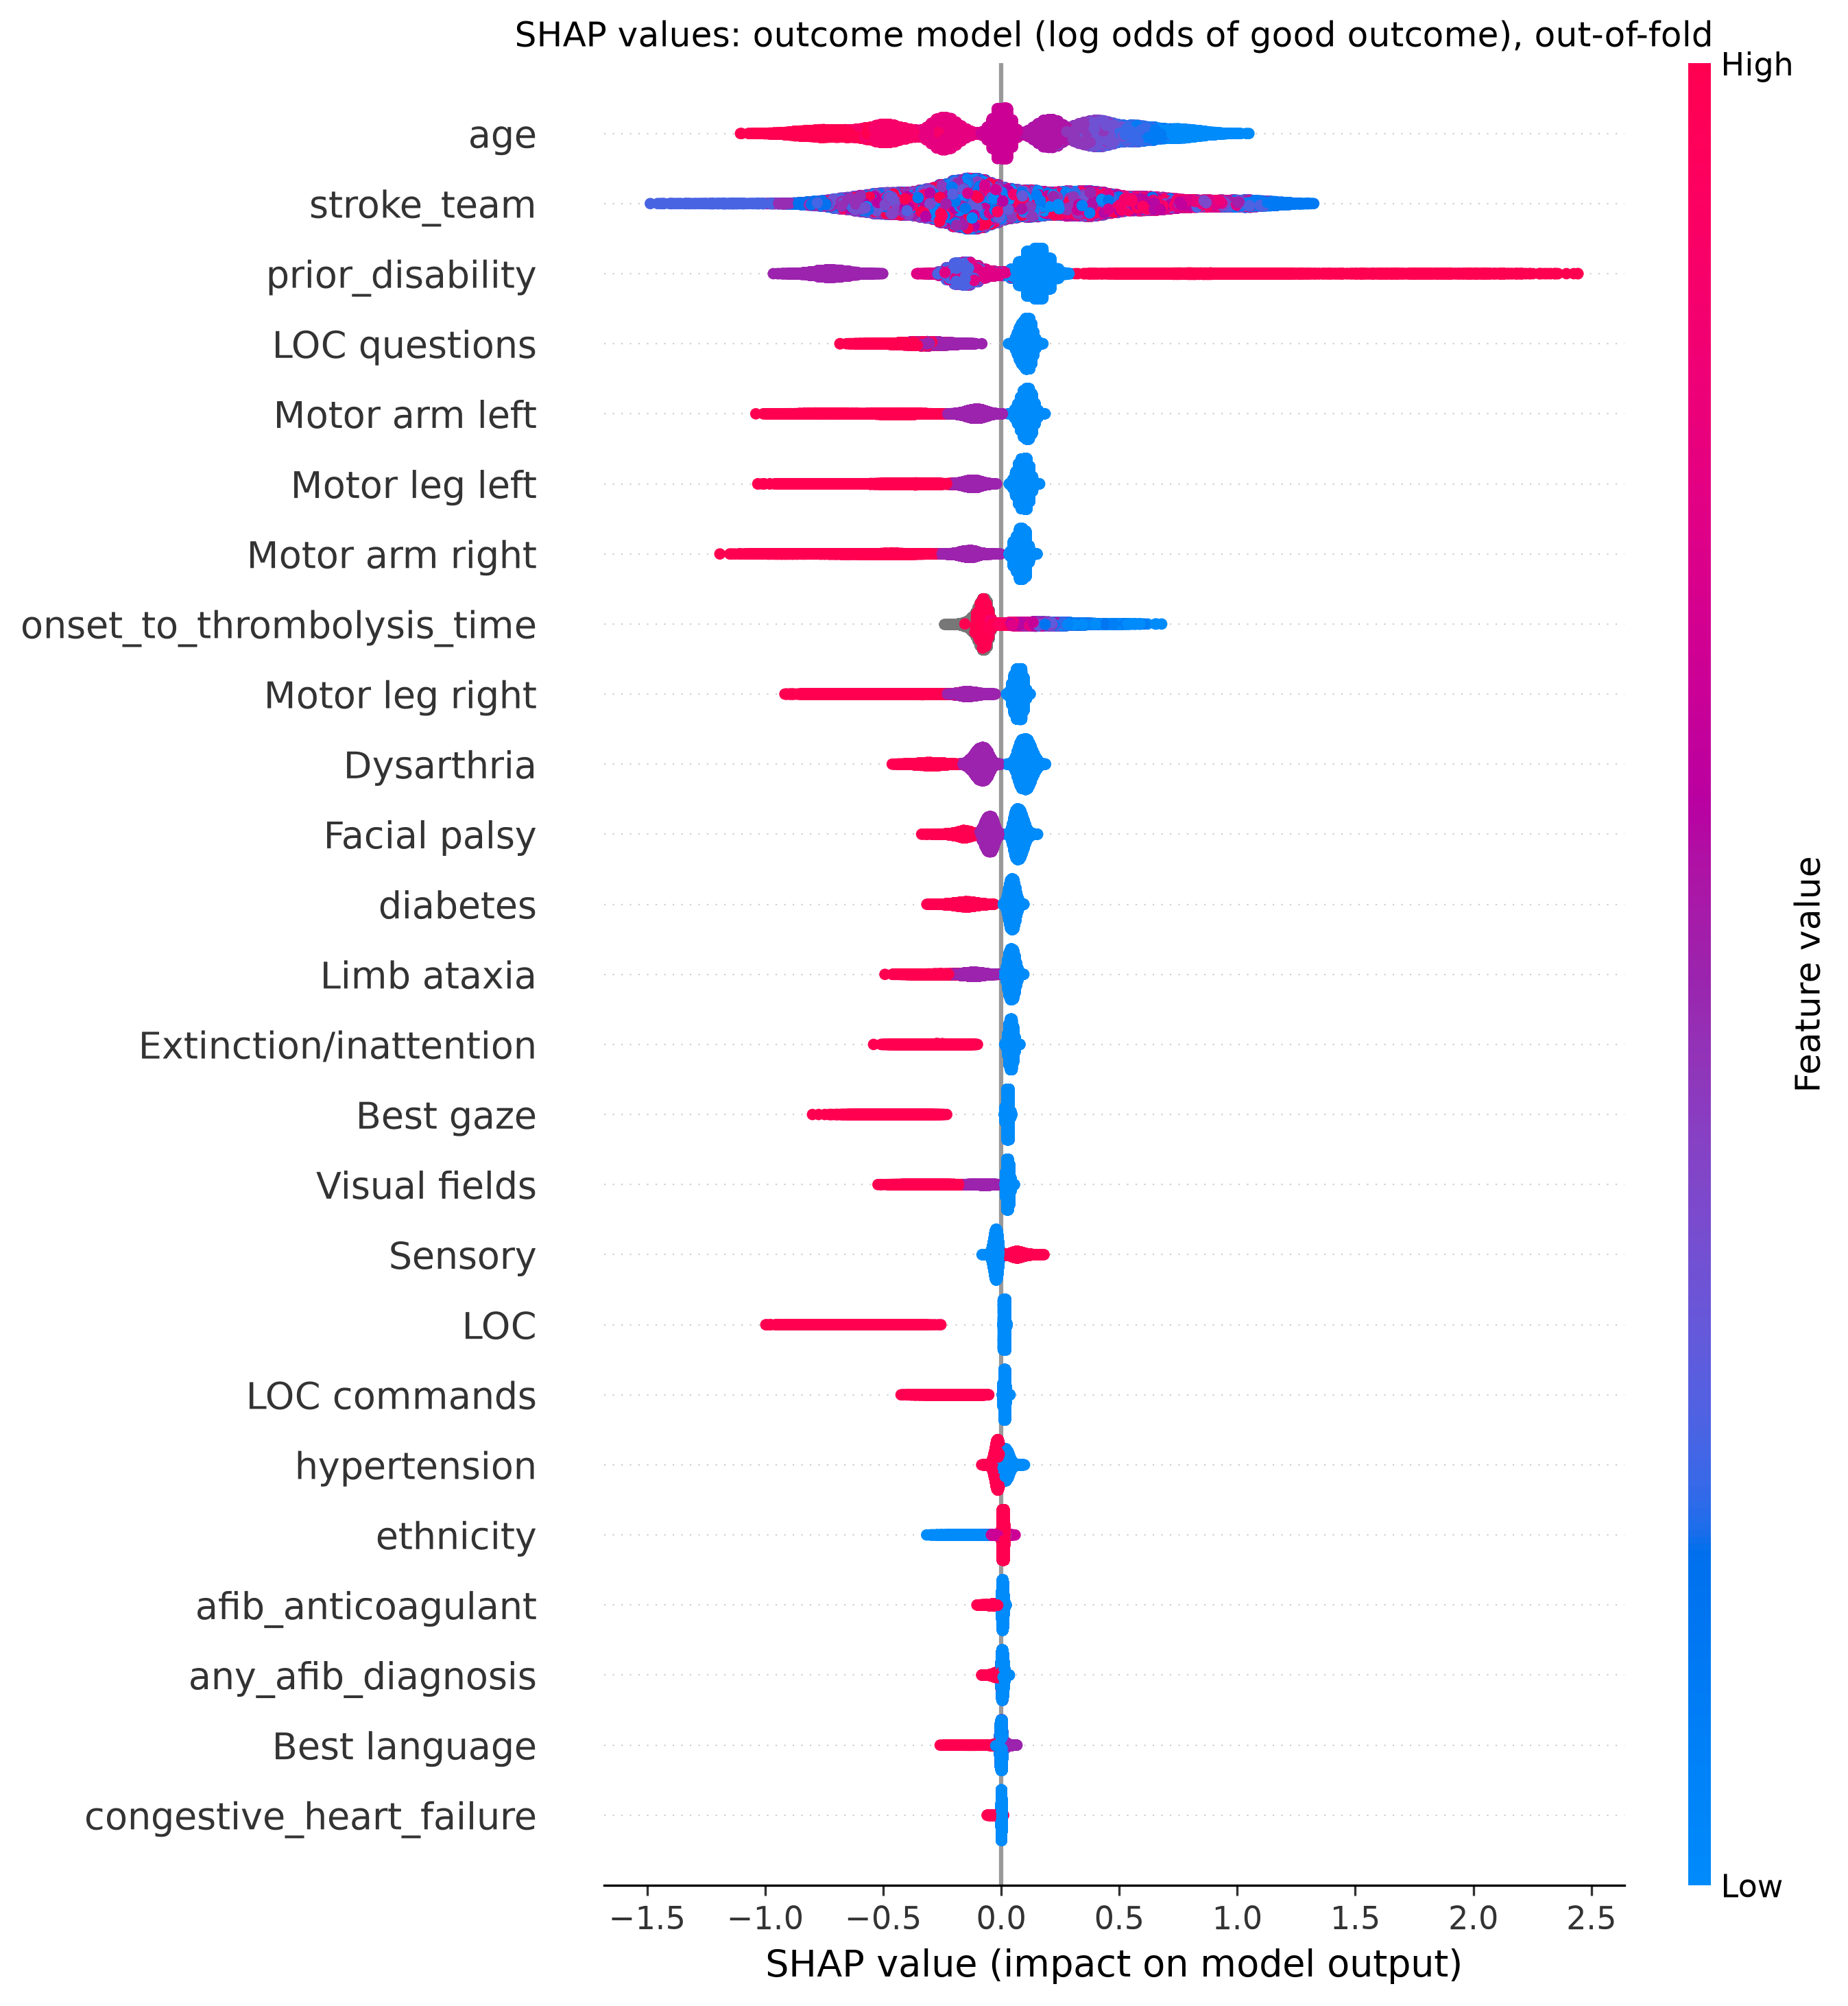 SHAP values: outcome model (log odds of good outcome), out-of-fold
High
age
stroke_team
prior_disability
LOC questions
Motor arm left
Motor leg left
Motor arm right
onset_to_thrombolysis_time
Motor leg right
Dysarthria
Facial palsy
diabetes
Limb ataxia
Extinction/inattention
Best gaze
Visual fields
Sensory
LOC
LOC commands
hypertension
ethnicity
afib_anticoagulant
any_afib_diagnosis
Best language
congestive_heart_failure
Feature value
Low
−1.5 −1.0 −0.5 0.0 0.5 1.0 1.5 2.0 2.5
SHAP value (impact on model output)